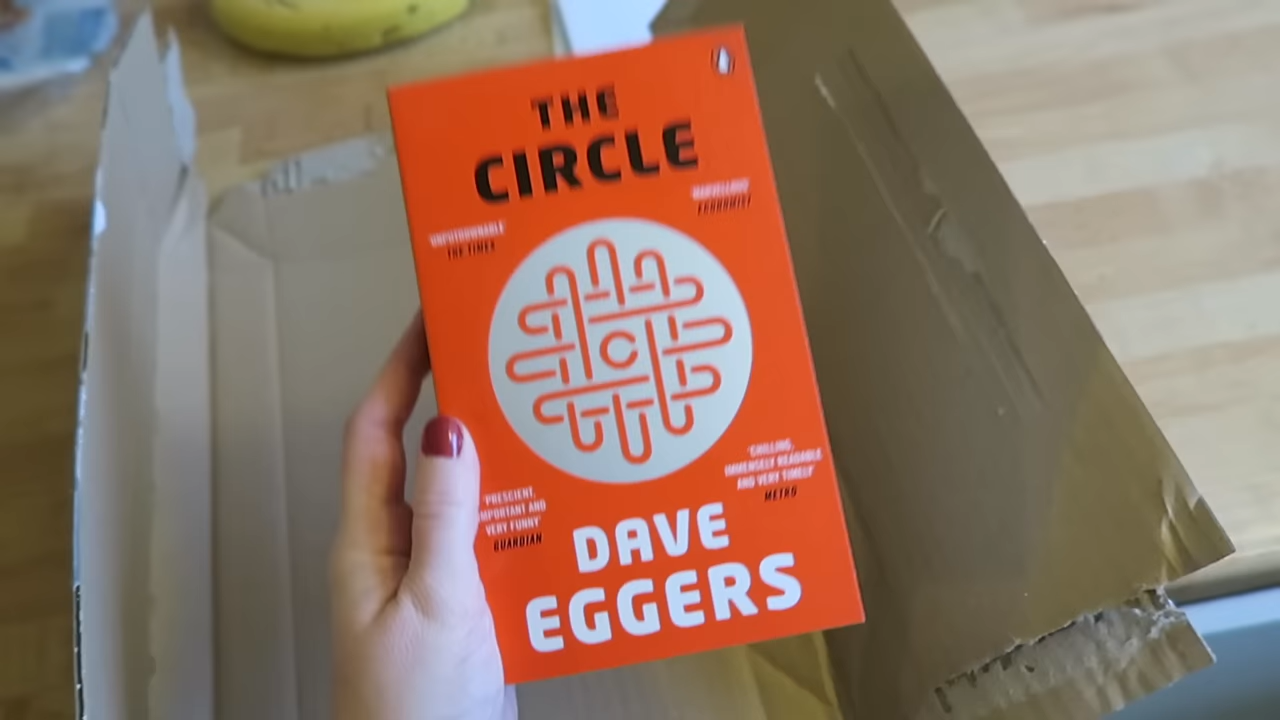 THE
CIRCLE
'MARVELLOUS'
ECONOMIST
'UNPUTDOWNABLE'
THE TIMES
C
'CHILLING,
IMMENSELY READABLE
AND VERY TIMELY'
METRO
'PRESCIENT,
IMPORTANT AND
VERY FUNNY'
GUARDIAN
DAVE
EGGERS